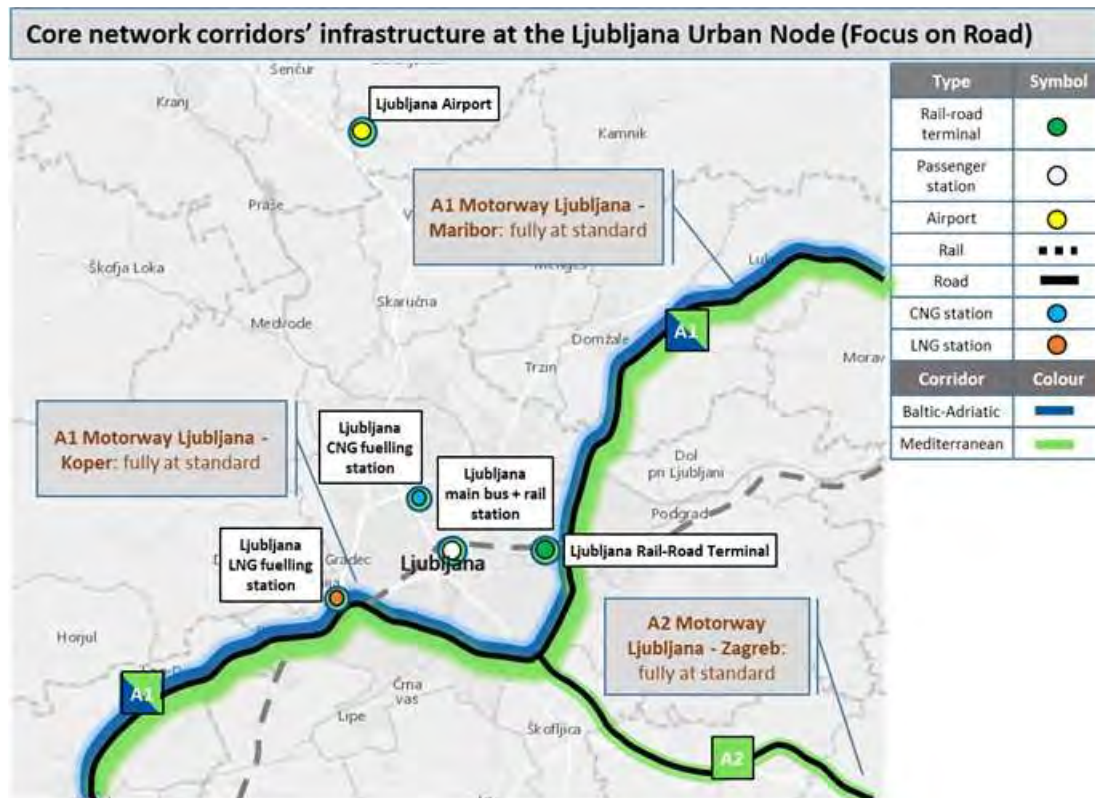 Core network corridors' infrastructure at the Ljubljana Urban Node (Focus on Road)
Šenčur
Ljubljana Airport
Kranj
Kamnik
A1 Motorway Ljubljana -
Maribor: fully at standard
Praše
Škofja Loka
Skaručna
Medvode
A1
Domžale
Trzin
Morav
A1 Motorway Ljubljana -
Koper: fully at standard
Ljubljana
CNG fuelling
station
Ljubljana
main bus + rail
station
Dol
pri Ljubljani
Podgrad
Ljubljana
LNG fuelling
station
Gradec
Ljubljana
Ljubljana Rail-Road Terminal
Horjul
A2 Motorway
Ljubljana - Zagreb:
fully at standard
A1
Črna
vas
Lipe
Škofljica
A2
Type Symbol
Rail-road
terminal
Passenger
station
Airport
Rail
Road
CNG station
LNG station
Corridor Colour
Baltic-Adriatic
Mediterranean